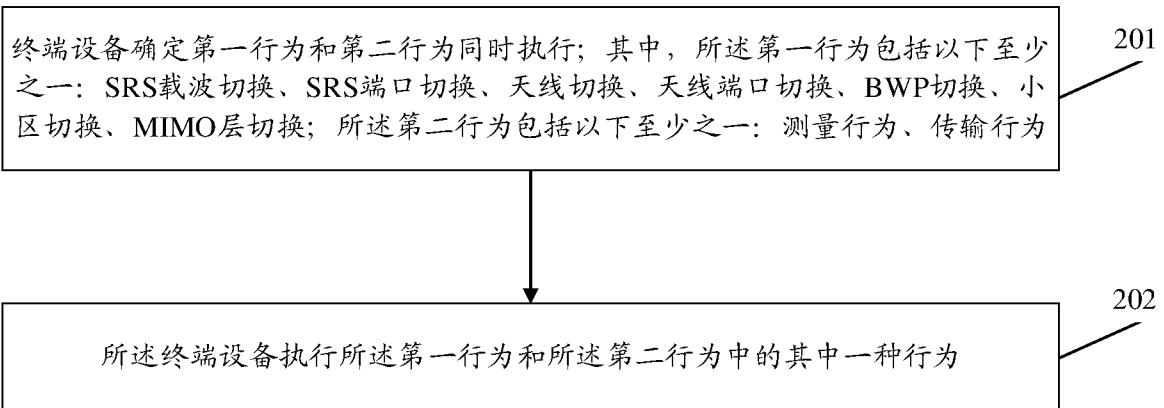 终端设备确定第一行为和第二行为同时执行；其中，所述第一行为包括以下至少
之一：SRS载波切换、SRS端口切换、天线切换、天线端口切换、BWP切换、小
区切换、MIMO层切换；所述第二行为包括以下至少之一：测量行为、传输行为
201
所述终端设备执行所述第一行为和所述第二行为中的其中一种行为
202